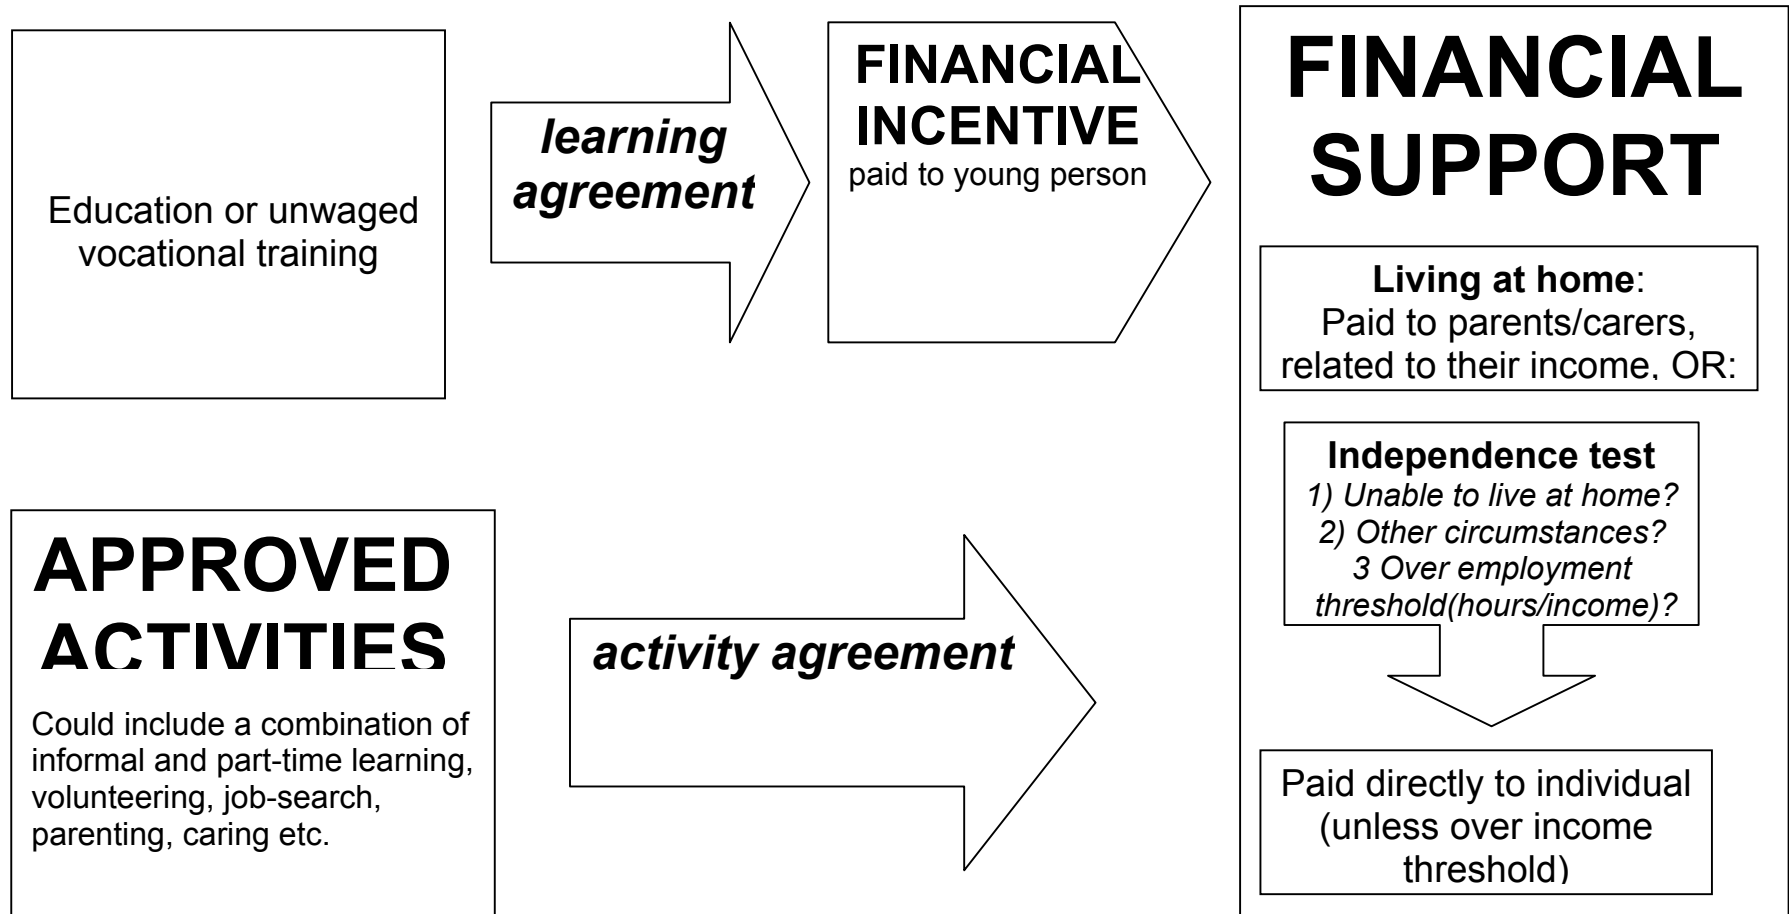 Education or unwaged
vocational training
learning
agreement
FINANCIAL
INCENTIVE
paid to young person
FINANCIAL
SUPPORT
Living at home:
Paid to parents/carers,
related to their income, OR:
Independence test
1) Unable to live at home?
2) Other circumstances?
3 Over employment
threshold(hours/income)?
Paid directly to individual
(unless over income
threshold)
APPROVED
ACTIVITIES
Could include a combination of
informal and part-time learning,
volunteering, job-search,
parenting, caring etc.
activity agreement